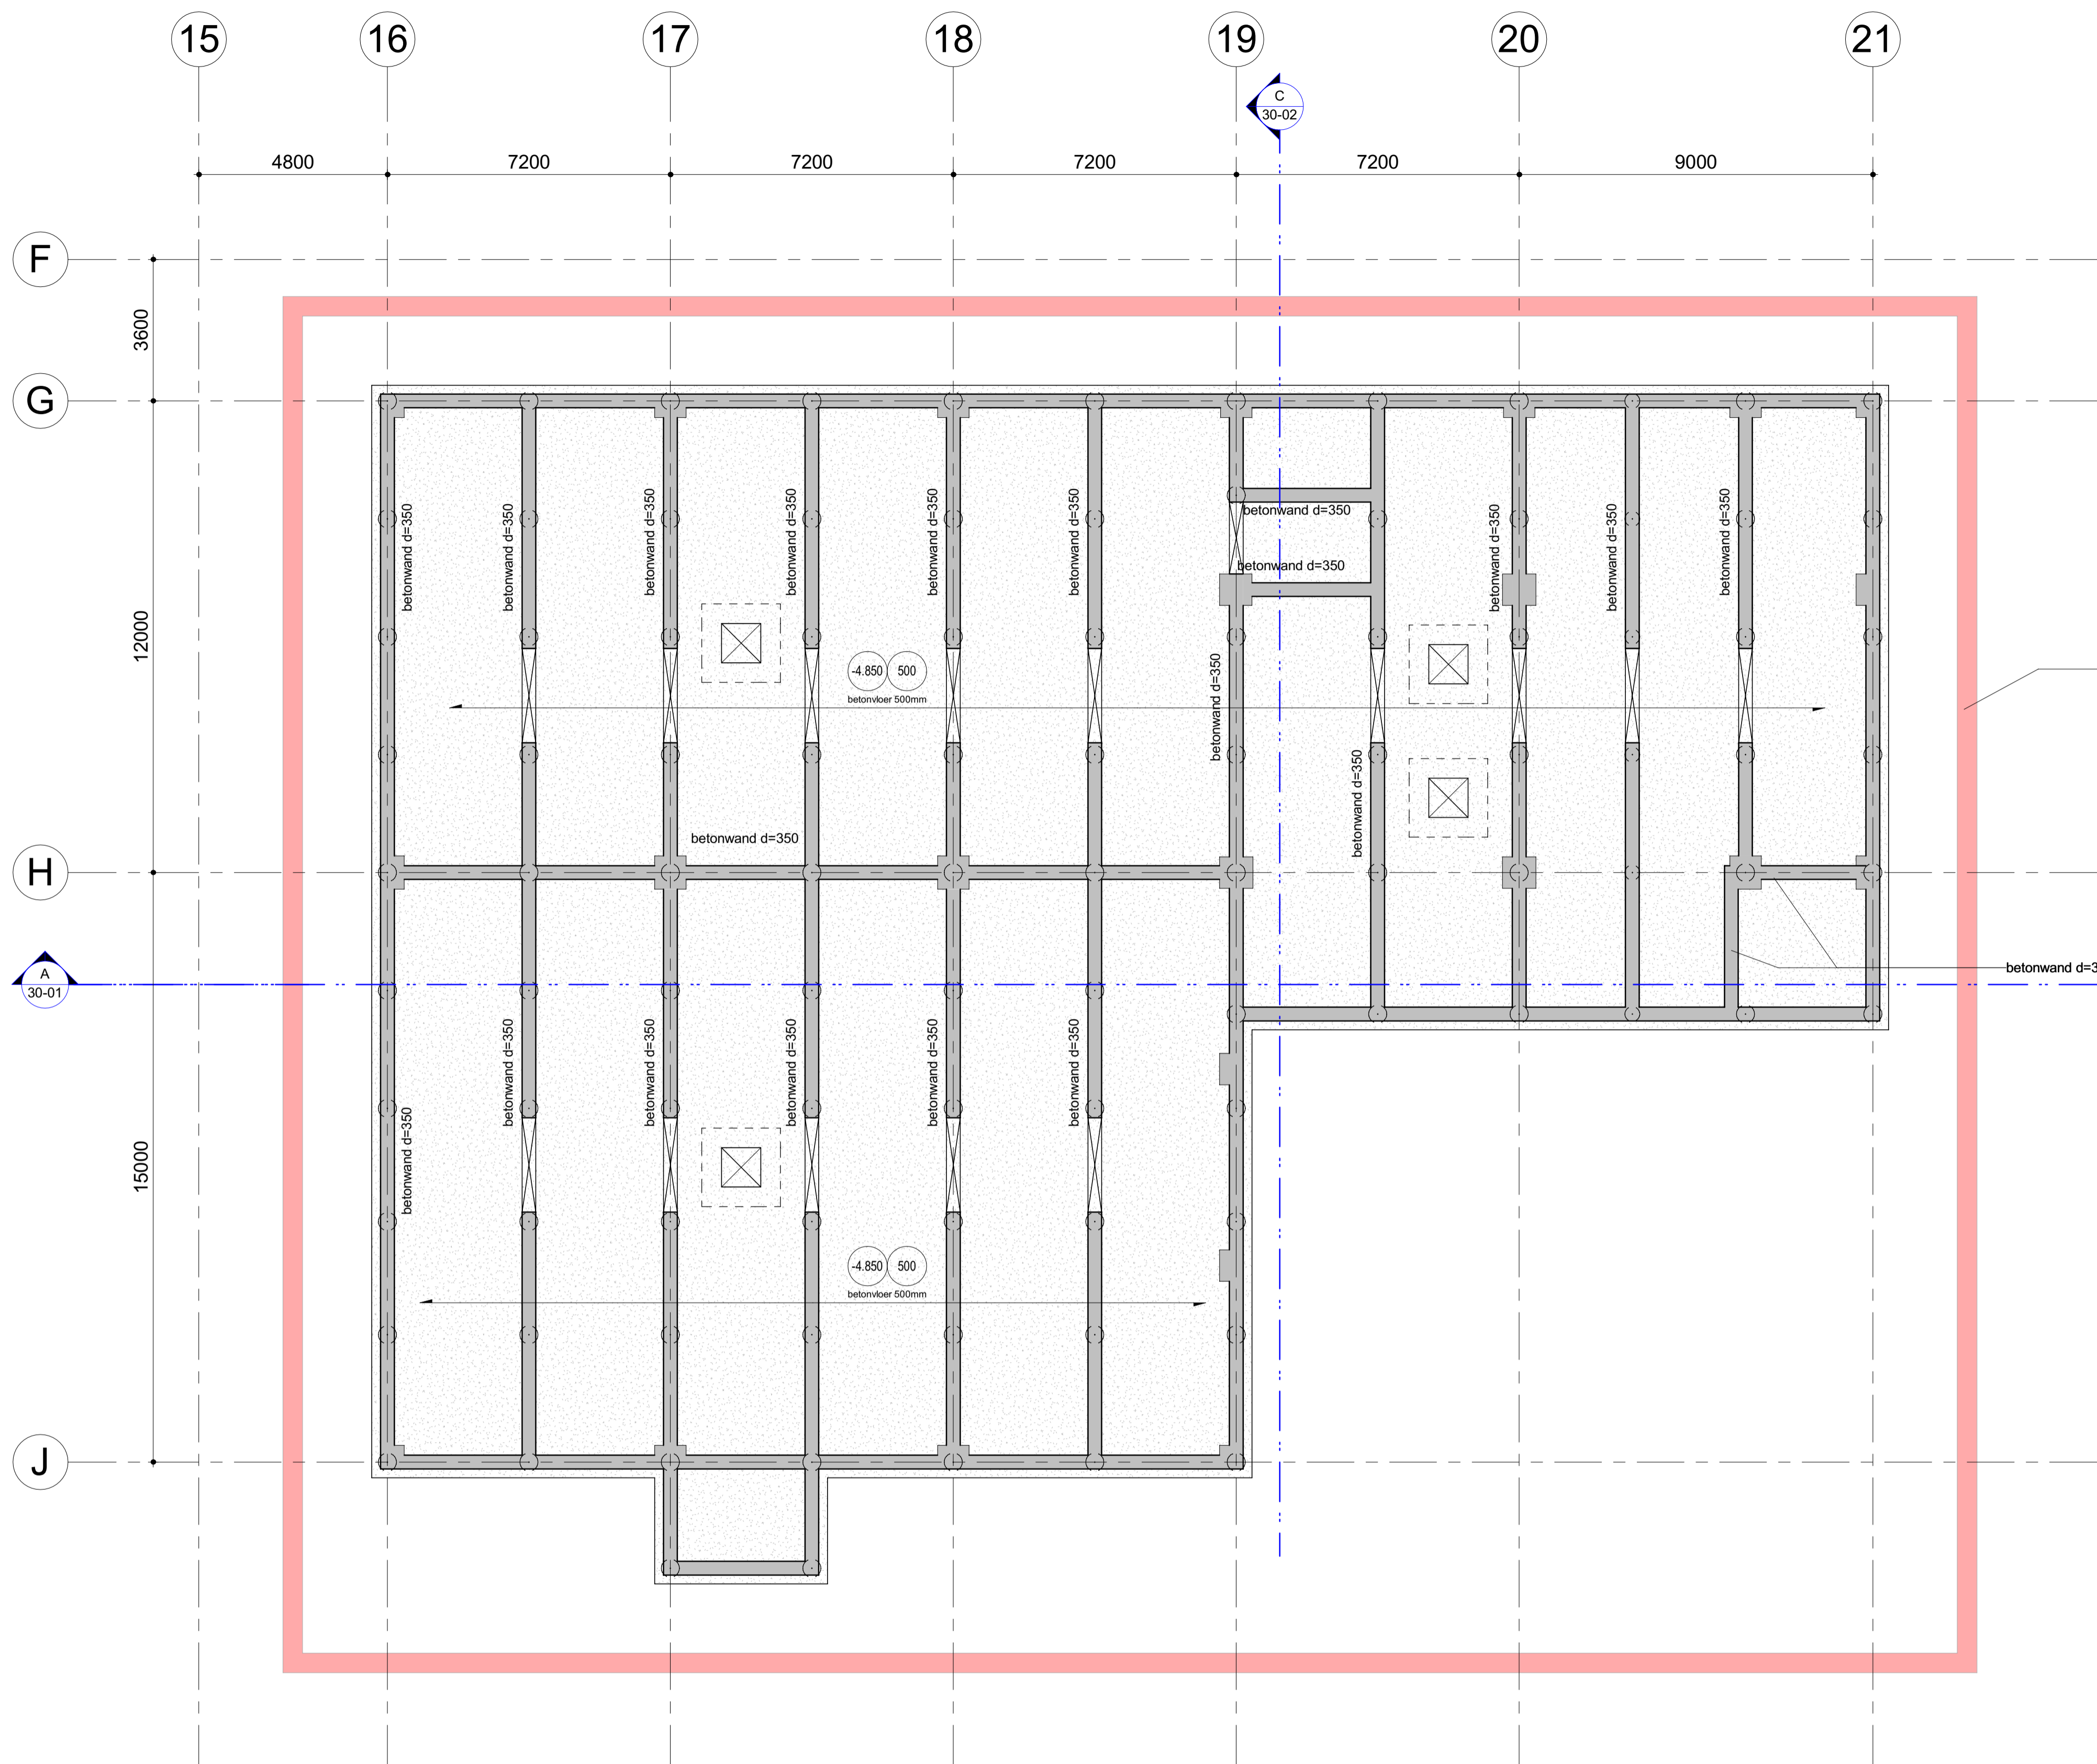 15
16
17
18
19
20
21
C
30-02
4800
7200
7200
7200
7200
9000
F
3600
G
betonwand d=350
betonwand d=350
betonwand d=350
betonwand d=350
betonwand d=350
betonwand d=350
betonwand d=350
betonwand d=350
betonwand d=350
betonwand d=350
betonwand d=350
12000
-4.850
500
betonvloer 500mm
betonwand d=350
betonwand d=350
betonwand d=350
H
A
30-01
betonwand d=3
betonwand d=350
betonwand d=350
betonwand d=350
betonwand d=350
betonwand d=350
betonwand d=350
15000
-4.850
500
betonvloer 500mm
J